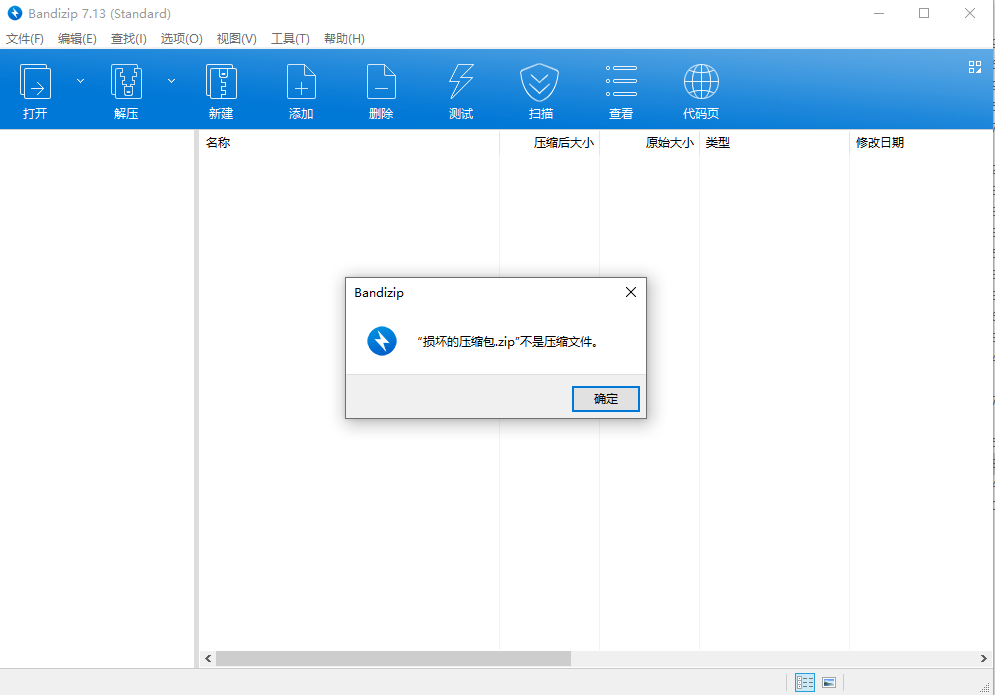 Bandizip 7.13 (Standard)
文件(F) 编辑(E) 查找(I) 选项(O) 视图(V) 工具(T) 帮助(H)
打开 解压 新建 添加 删除 测试 扫描 查看 代码页
名称 压缩后大小 原始大小 类型 修改日期
Bandizip
“损坏的压缩包.zip”不是压缩文件。
确定